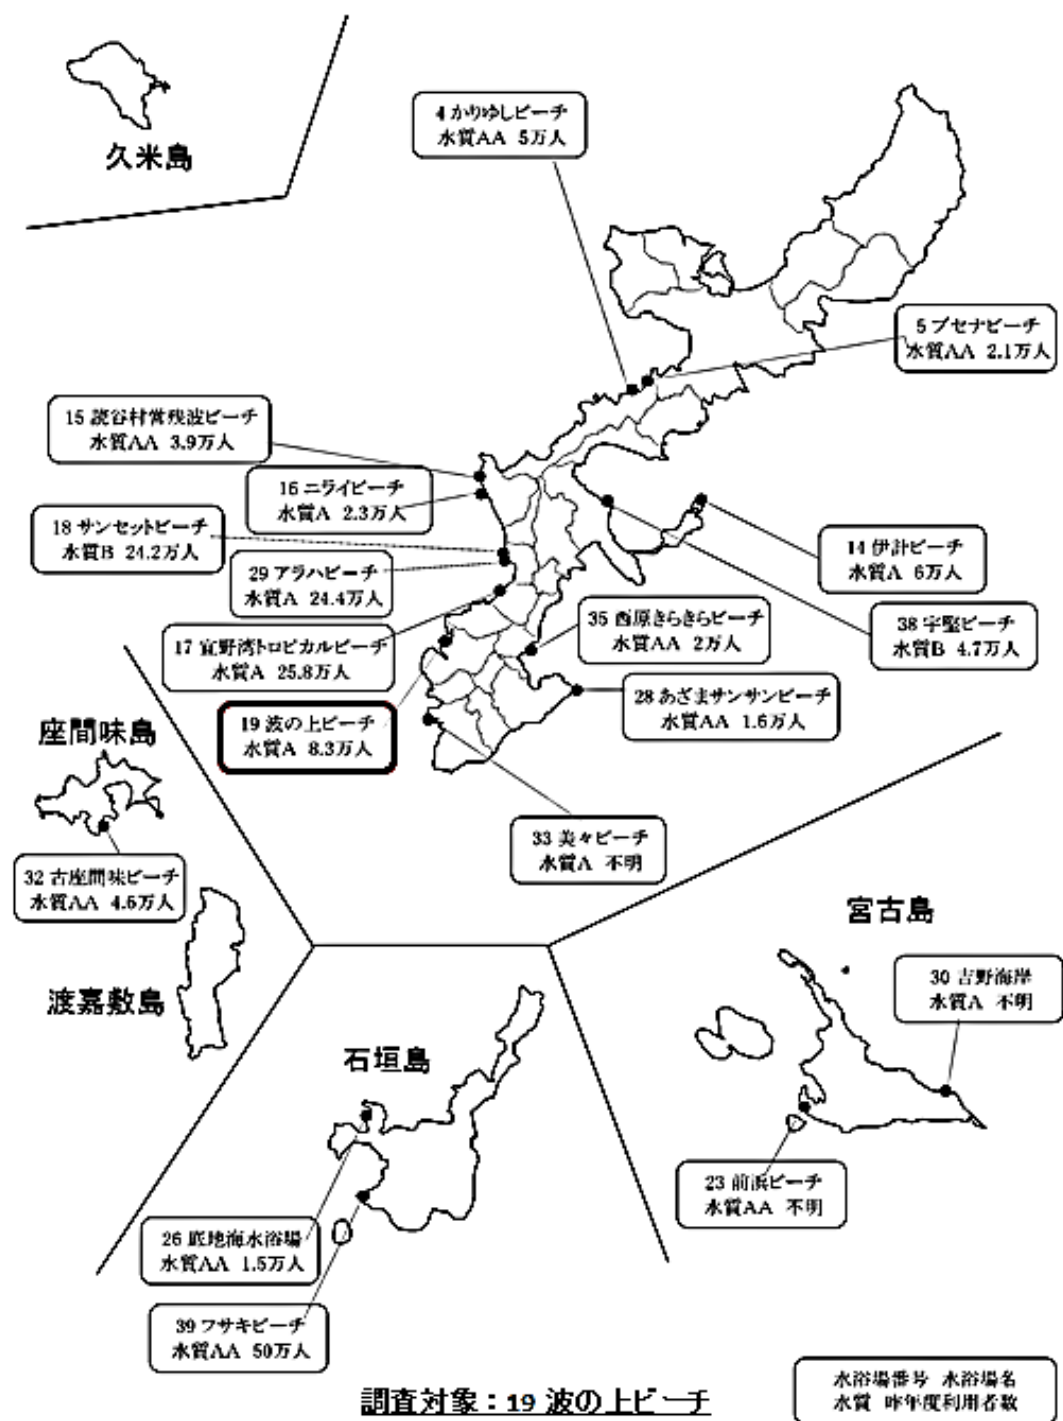 久米島
4 かりゆしビーチ
水質AA 5万人
5 ブセナビーチ
水質AA 2.1万人
15 読谷村営残波ビーチ
水質AA 3.9万人
16 ニライビーチ
水質A 2.3万人
18 サンセットビーチ
水質B 24.2万人
29 アラハビーチ
水質A 24.4万人
14 伊計ビーチ
水質A 6万人
17 宜野湾トロピカルビーチ
水質A 25.8万人
35 西原きらきらビーチ
水質AA 2万人
38 宇堅ビーチ
水質B 4.7万人
19 波の上ビーチ
水質A 8.3万人
28 あざまサンサンビーチ
水質AA 1.6万人
座間味島
33 美々ビーチ
水質A 不明
32 古座間味ビーチ
水質AA 4.6万人
渡嘉敷島
宮古島
30 吉野海岸
水質A 不明
石垣島
23 前浜ビーチ
水質AA 不明
26 底地海水浴場
水質AA 1.5万人
39 フサキビーチ
水質AA 50万人
調査対象：19 波の上ビーチ
水浴場番号 水浴場名
水質 昨年度利用者数